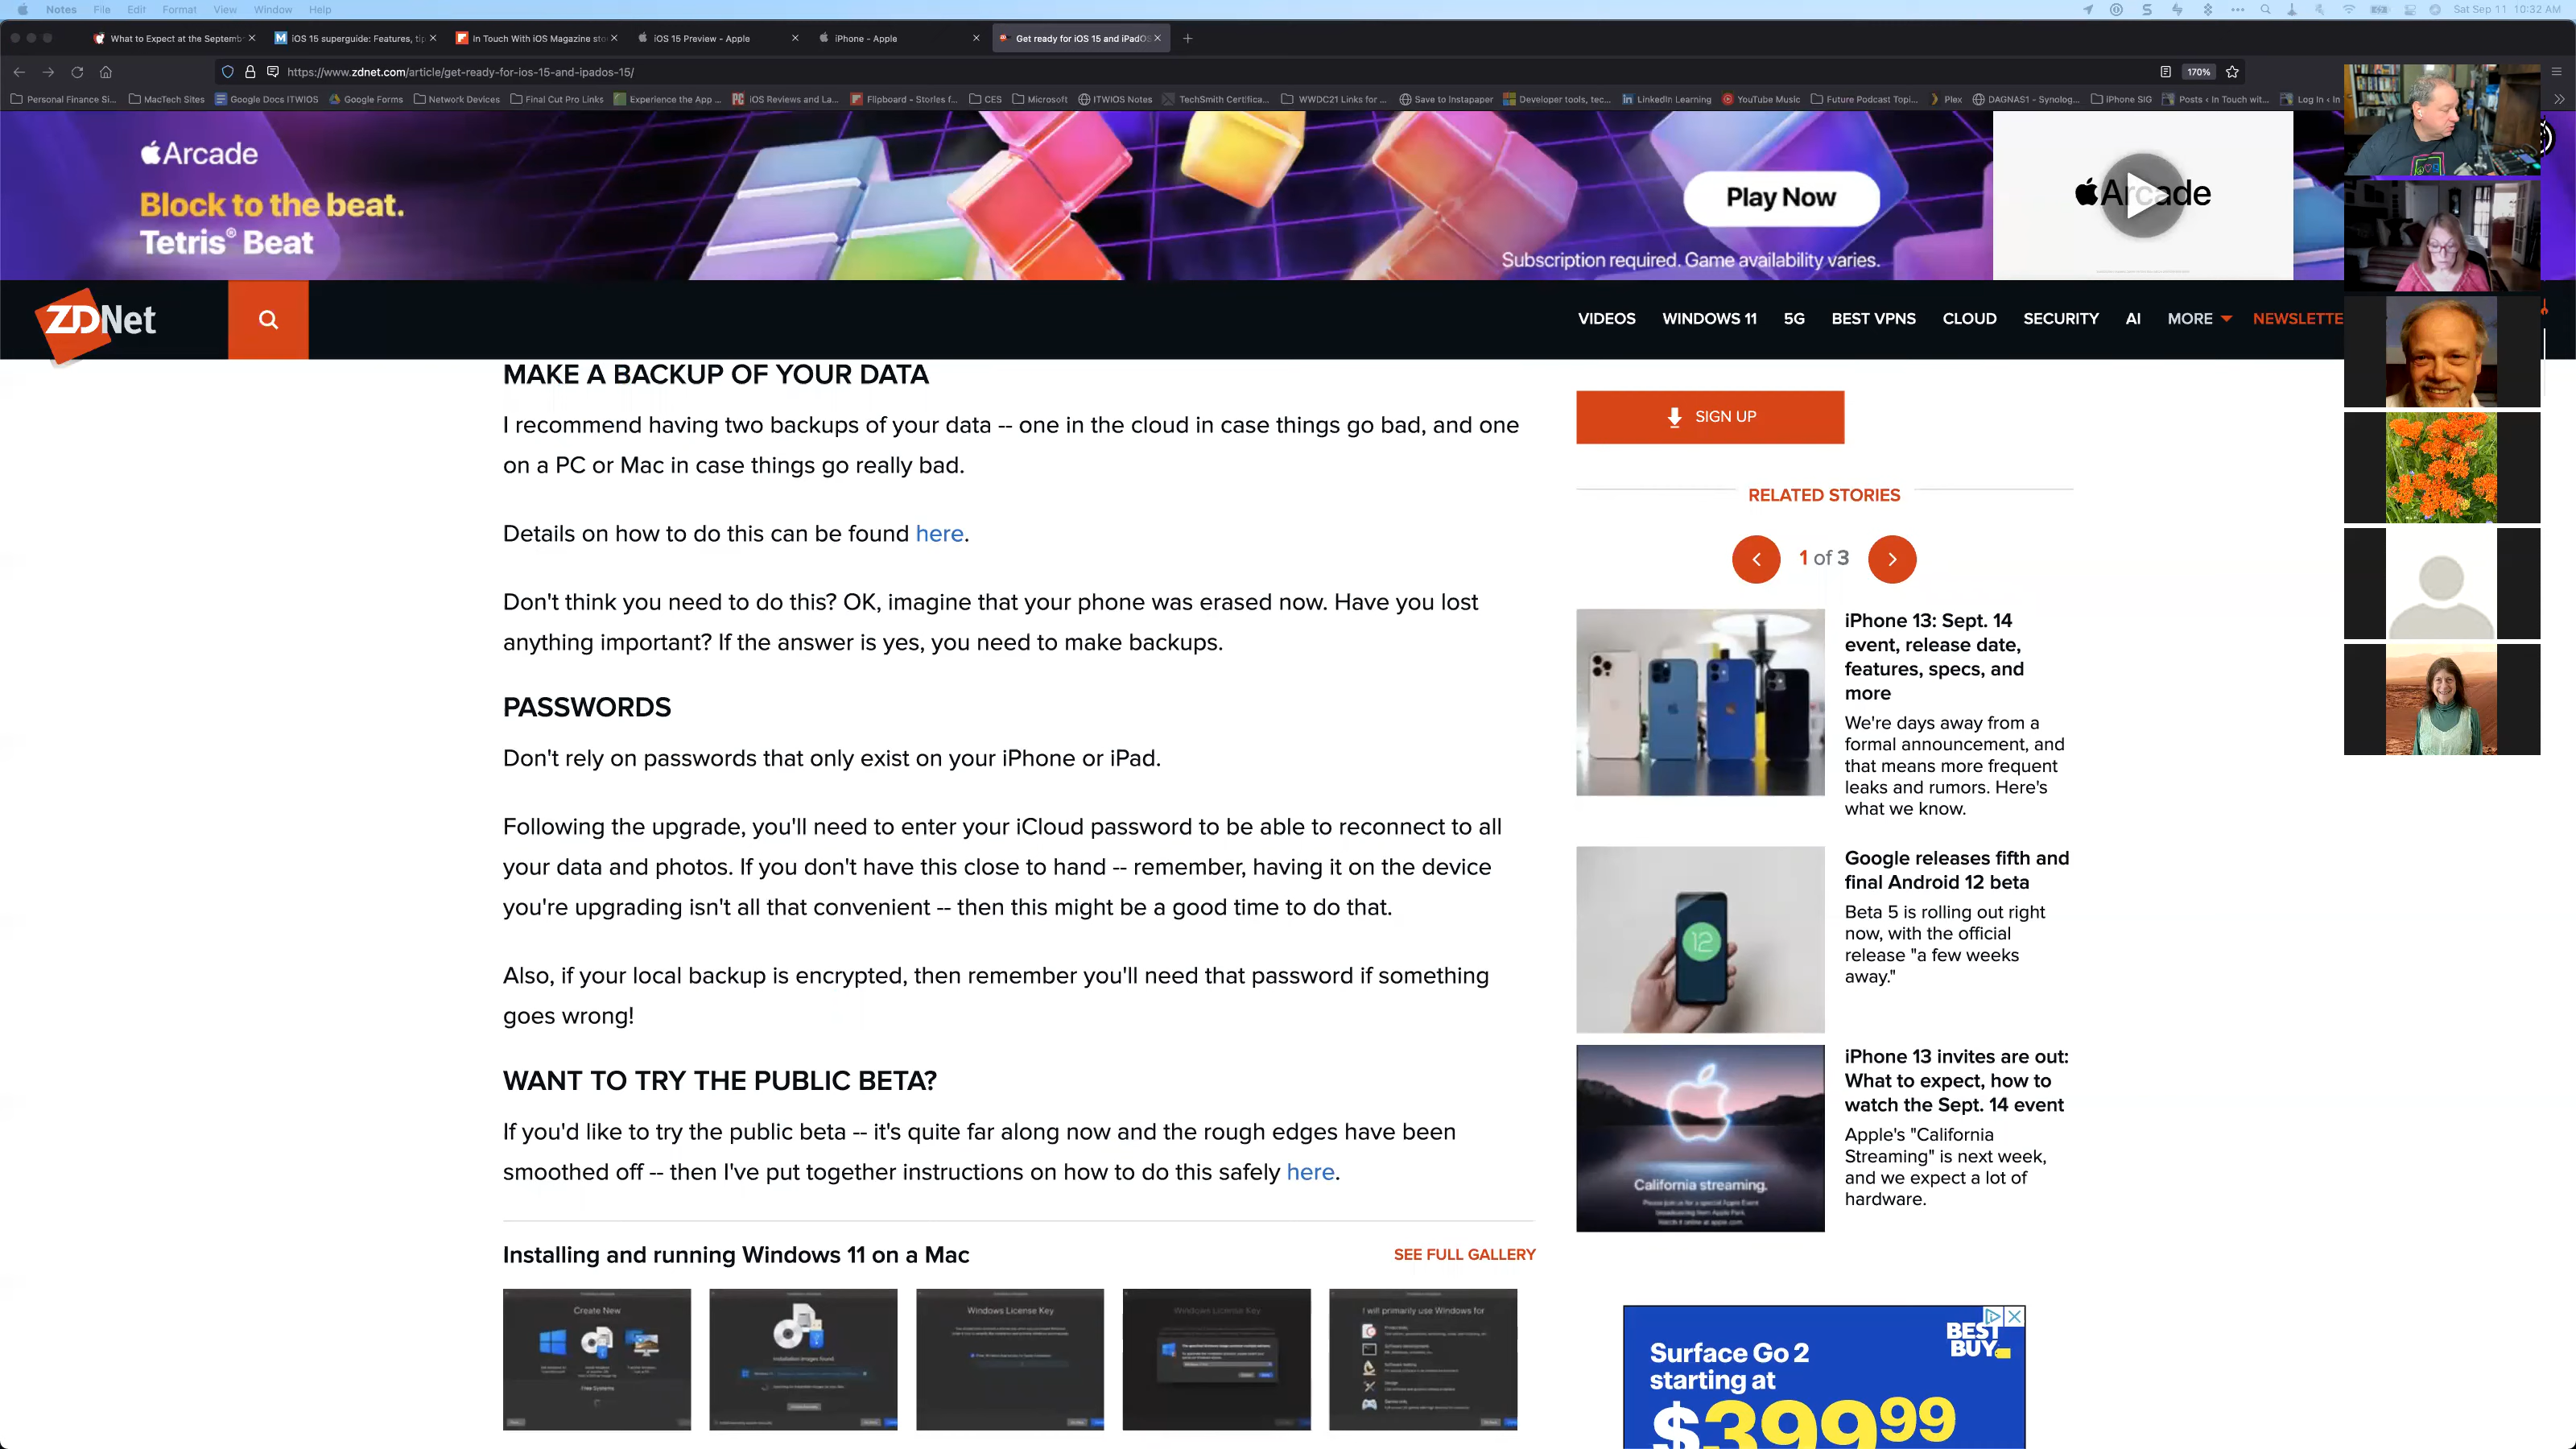 Notes File Edit Format View Window Help
Sat Sep 11 10:32 AM
What to Expect at the Septemb
iOS 15 superguide: Features, tip
In Touch With iOS Magazine sto
iOS 15 Preview - Apple
iPhone - Apple
Get ready for iOS 15 and iPadOS
https://www.zdnet.com/article/get-ready-for-ios-15-and-ipados-15/
170%
Personal Finance Si...
MacTech Sites
Google Docs ITWIOS
Google Forms
Network Devices
Final Cut Pro Links
Experience the App ...
iOS Reviews and La...
Flipboard - Stories f...
CES
Microsoft
ITWIOS Notes
TechSmith Certifica...
WWDC21 Links for ...
Save to Instapaper
Developer tools, tec...
LinkedIn Learning
YouTube Music
Future Podcast Topi...
Plex
DAGNAS1 - Synolog...
iPhone SIG
Posts ‹ In Touch wit...
Log In ‹ In
Arcade
Block to the beat.
Tetris® Beat
Play Now
Subscription required. Game availability varies.
Arcade
ZDNet
VIDEOS
WINDOWS 11
5G
BEST VPNS
CLOUD
SECURITY
AI
MORE
NEWSLETTE
MAKE A BACKUP OF YOUR DATA
I recommend having two backups of your data -- one in the cloud in case things go bad, and one
on a PC or Mac in case things go really bad.
Details on how to do this can be found here.
Don't think you need to do this? OK, imagine that your phone was erased now. Have you lost
anything important? If the answer is yes, you need to make backups.
PASSWORDS
Don't rely on passwords that only exist on your iPhone or iPad.
Following the upgrade, you'll need to enter your iCloud password to be able to reconnect to all
your data and photos. If you don't have this close to hand -- remember, having it on the device
you're upgrading isn't all that convenient -- then this might be a good time to do that.
Also, if your local backup is encrypted, then remember you'll need that password if something
goes wrong!
WANT TO TRY THE PUBLIC BETA?
If you'd like to try the public beta -- it's quite far along now and the rough edges have been
smoothed off -- then I've put together instructions on how to do this safely here.
Installing and running Windows 11 on a Mac
SEE FULL GALLERY
Create New
Installation images found
Windows License Key
Windows License Key
I will primarily use Windows for
SIGN UP
RELATED STORIES
1 of 3
iPhone 13: Sept. 14
event, release date,
features, specs, and
more
We're days away from a
formal announcement, and
that means more frequent
leaks and rumors. Here's
what we know.
12
Google releases fifth and
final Android 12 beta
Beta 5 is rolling out right
now, with the official
release "a few weeks
away."
California streaming.
Please join us for a special Apple Event
broadcasting from Apple Park.
Watch it online at apple.com.
iPhone 13 invites are out:
What to expect, how to
watch the Sept. 14 event
Apple's "California
Streaming" is next week,
and we expect a lot of
hardware.
BEST
BUY
Surface Go 2
starting at
$39999